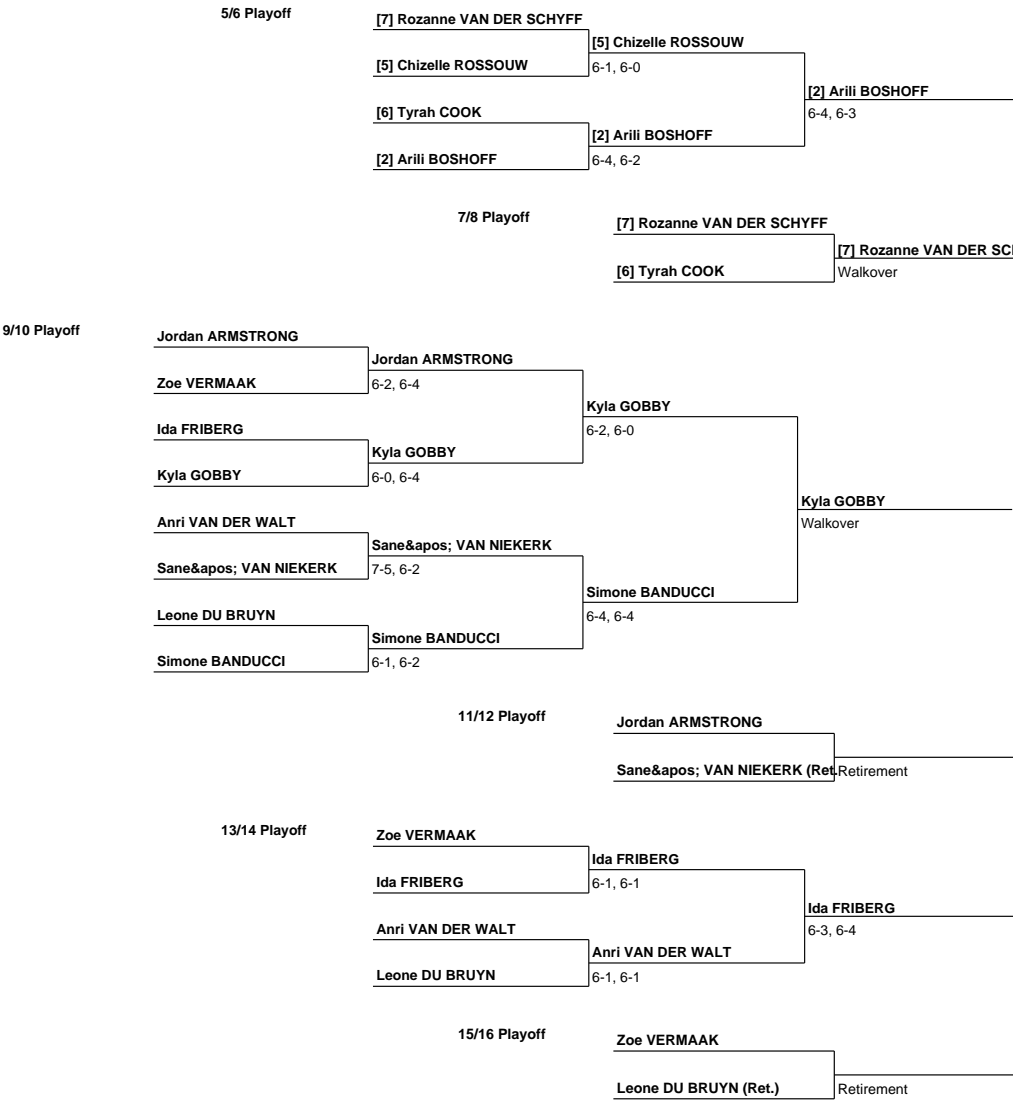 5/6 Playoff
[7] Rozanne VAN DER SCHYFF
[5] Chizelle ROSSOUW
[5] Chizelle ROSSOUW
6-1, 6-0
[2] Arili BOSHOFF
6-4, 6-3
[6] Tyrah COOK
[2] Arili BOSHOFF
[2] Arili BOSHOFF
6-4, 6-2
7/8 Playoff
[7] Rozanne VAN DER SCHYFF
[7] Rozanne VAN DER
[6] Tyrah COOK
Walkover
9/10 Playoff
Jordan ARMSTRONG
Jordan ARMSTRONG
Zoe VERMAAK
6-2, 6-4
Kyla GOBBY
Ida FRIBERG
6-2, 6-0
Kyla GOBBY
Kyla GOBBY
6-0, 6-4
Kyla GOBBY
Anri VAN DER WALT
Walkover
Sane&apos; VAN NIEKERK
Sane&apos; VAN NIEKERK
7-5, 6-2
Simone BANDUCCI
Leone DU BRUYN
6-4, 6-4
Simone BANDUCCI
Simone BANDUCCI
6-1, 6-2
11/12 Playoff
Jordan ARMSTRONG
Sane&apos; VAN NIEKERK (Ret.
Retirement
13/14 Playoff
Zoe VERMAAK
Ida FRIBERG
Ida FRIBERG
6-1, 6-1
Ida FRIBERG
Anri VAN DER WALT
6-3, 6-4
Anri VAN DER WALT
Leone DU BRUYN
6-1, 6-1
15/16 Playoff
Zoe VERMAAK
Leone DU BRUYN (Ret.)
Retirement